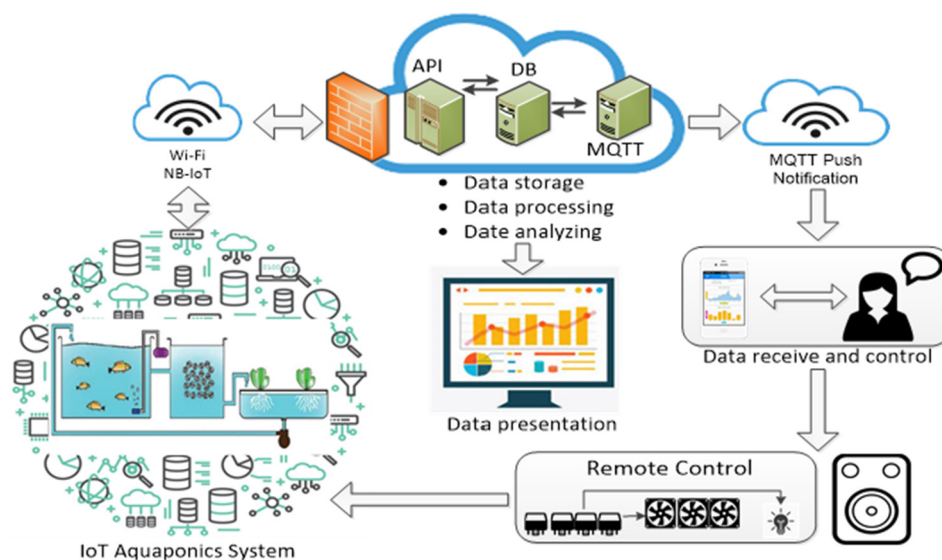 API
DB
MQTT
Wi-Fi
NB-IoT
MQTT Push
Notification
• Data storage
• Data processing
• Date analyzing
Data receive and control
Data presentation
Remote Control
IoT Aquaponics System